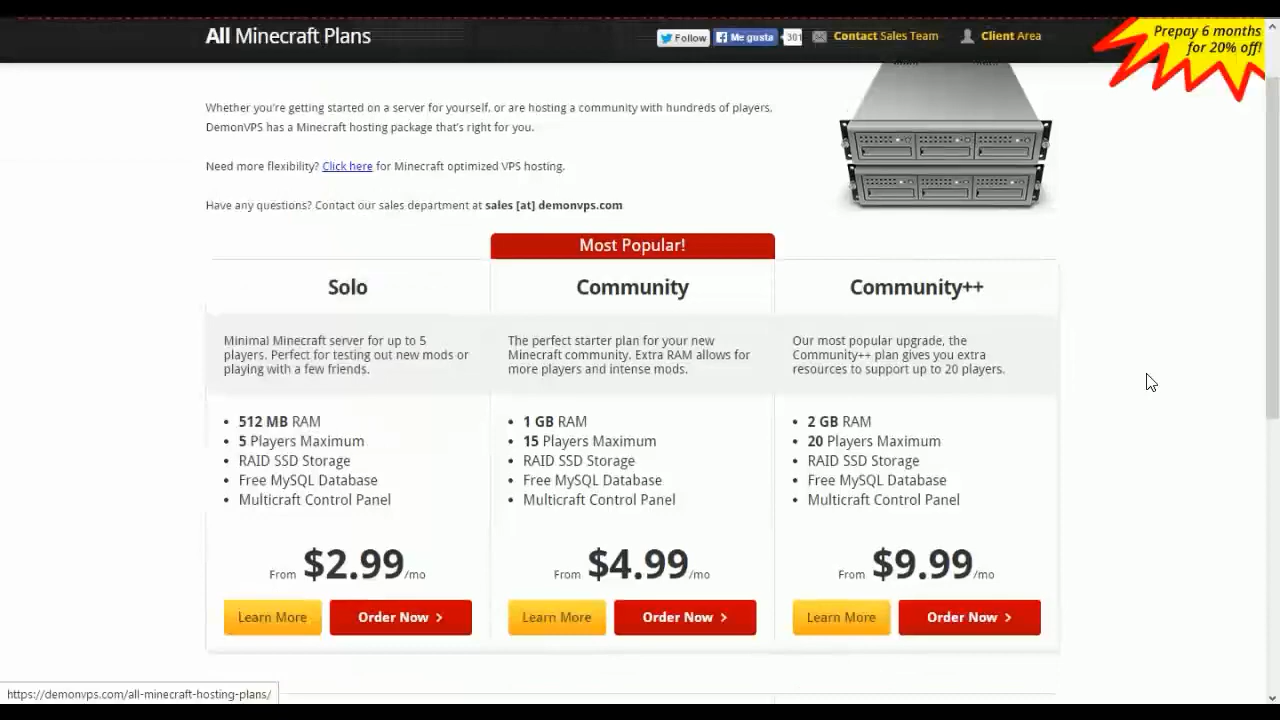 All Minecraft Plans
Follow
Me gusta
301
Contact Sales Team
Client Area
Prepay 6 months
for 20% off!
Whether you're getting started on a server for yourself, or are hosting a community with hundreds of players,
DemonVPS has a Minecraft hosting package that's right for you.
Need more flexibility? Click here for Minecraft optimized VPS hosting.
Have any questions? Contact our sales department at sales [at] demonvps.com
Most Popular!
Solo
Minimal Minecraft server for up to 5
players. Perfect for testing out new mods or
playing with a few friends.
512 MB RAM
5 Players Maximum
RAID SSD Storage
Free MySQL Database
Multicraft Control Panel
From $2.99/mo
Learn More
Order Now
Community
The perfect starter plan for your new
Minecraft community. Extra RAM allows for
more players and intense mods.
1 GB RAM
15 Players Maximum
RAID SSD Storage
Free MySQL Database
Multicraft Control Panel
From $4.99/mo
Learn More
Order Now
Community++
Our most popular upgrade, the
Community++ plan gives you extra
resources to support up to 20 players.
2 GB RAM
20 Players Maximum
RAID SSD Storage
Free MySQL Database
Multicraft Control Panel
From $9.99/mo
Learn More
Order Now
https://demonvps.com/all-minecraft-hosting-plans/